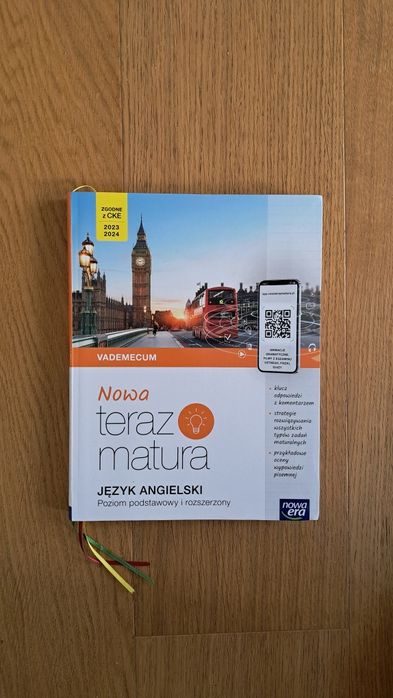 ZGODNE
z CKE
2023
2024
VADEMECUM
Nowa
teraz
matura
JĘZYK ANGIELSKI
Poziom podstawowy i rozszerzony
klucz
odpowiedzi
z komentarzem
strategie
rozwiązywania
wszystkich
typów zadań
maturalnych
przykładowe
oceny
wypowiedzi
pisemnej
nowa
era